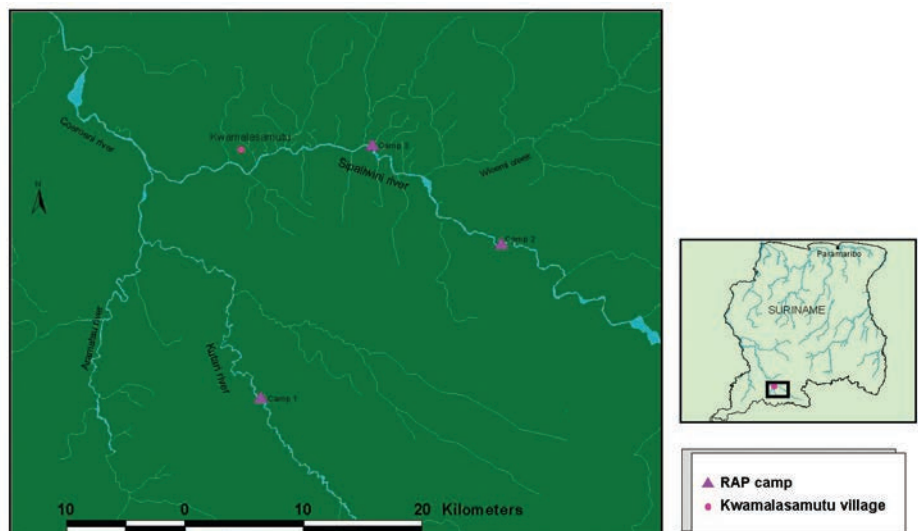 Coeroeni river
Kwamalasamutu
Camp 3
Sipaliwini river
Wioemi river
N
Camp 2
Aramatau river
Kutari river
Camp 1
10 0 10 20 Kilometers
Paramaribo
SURINAME
RAP camp
Kwamalasamutu village